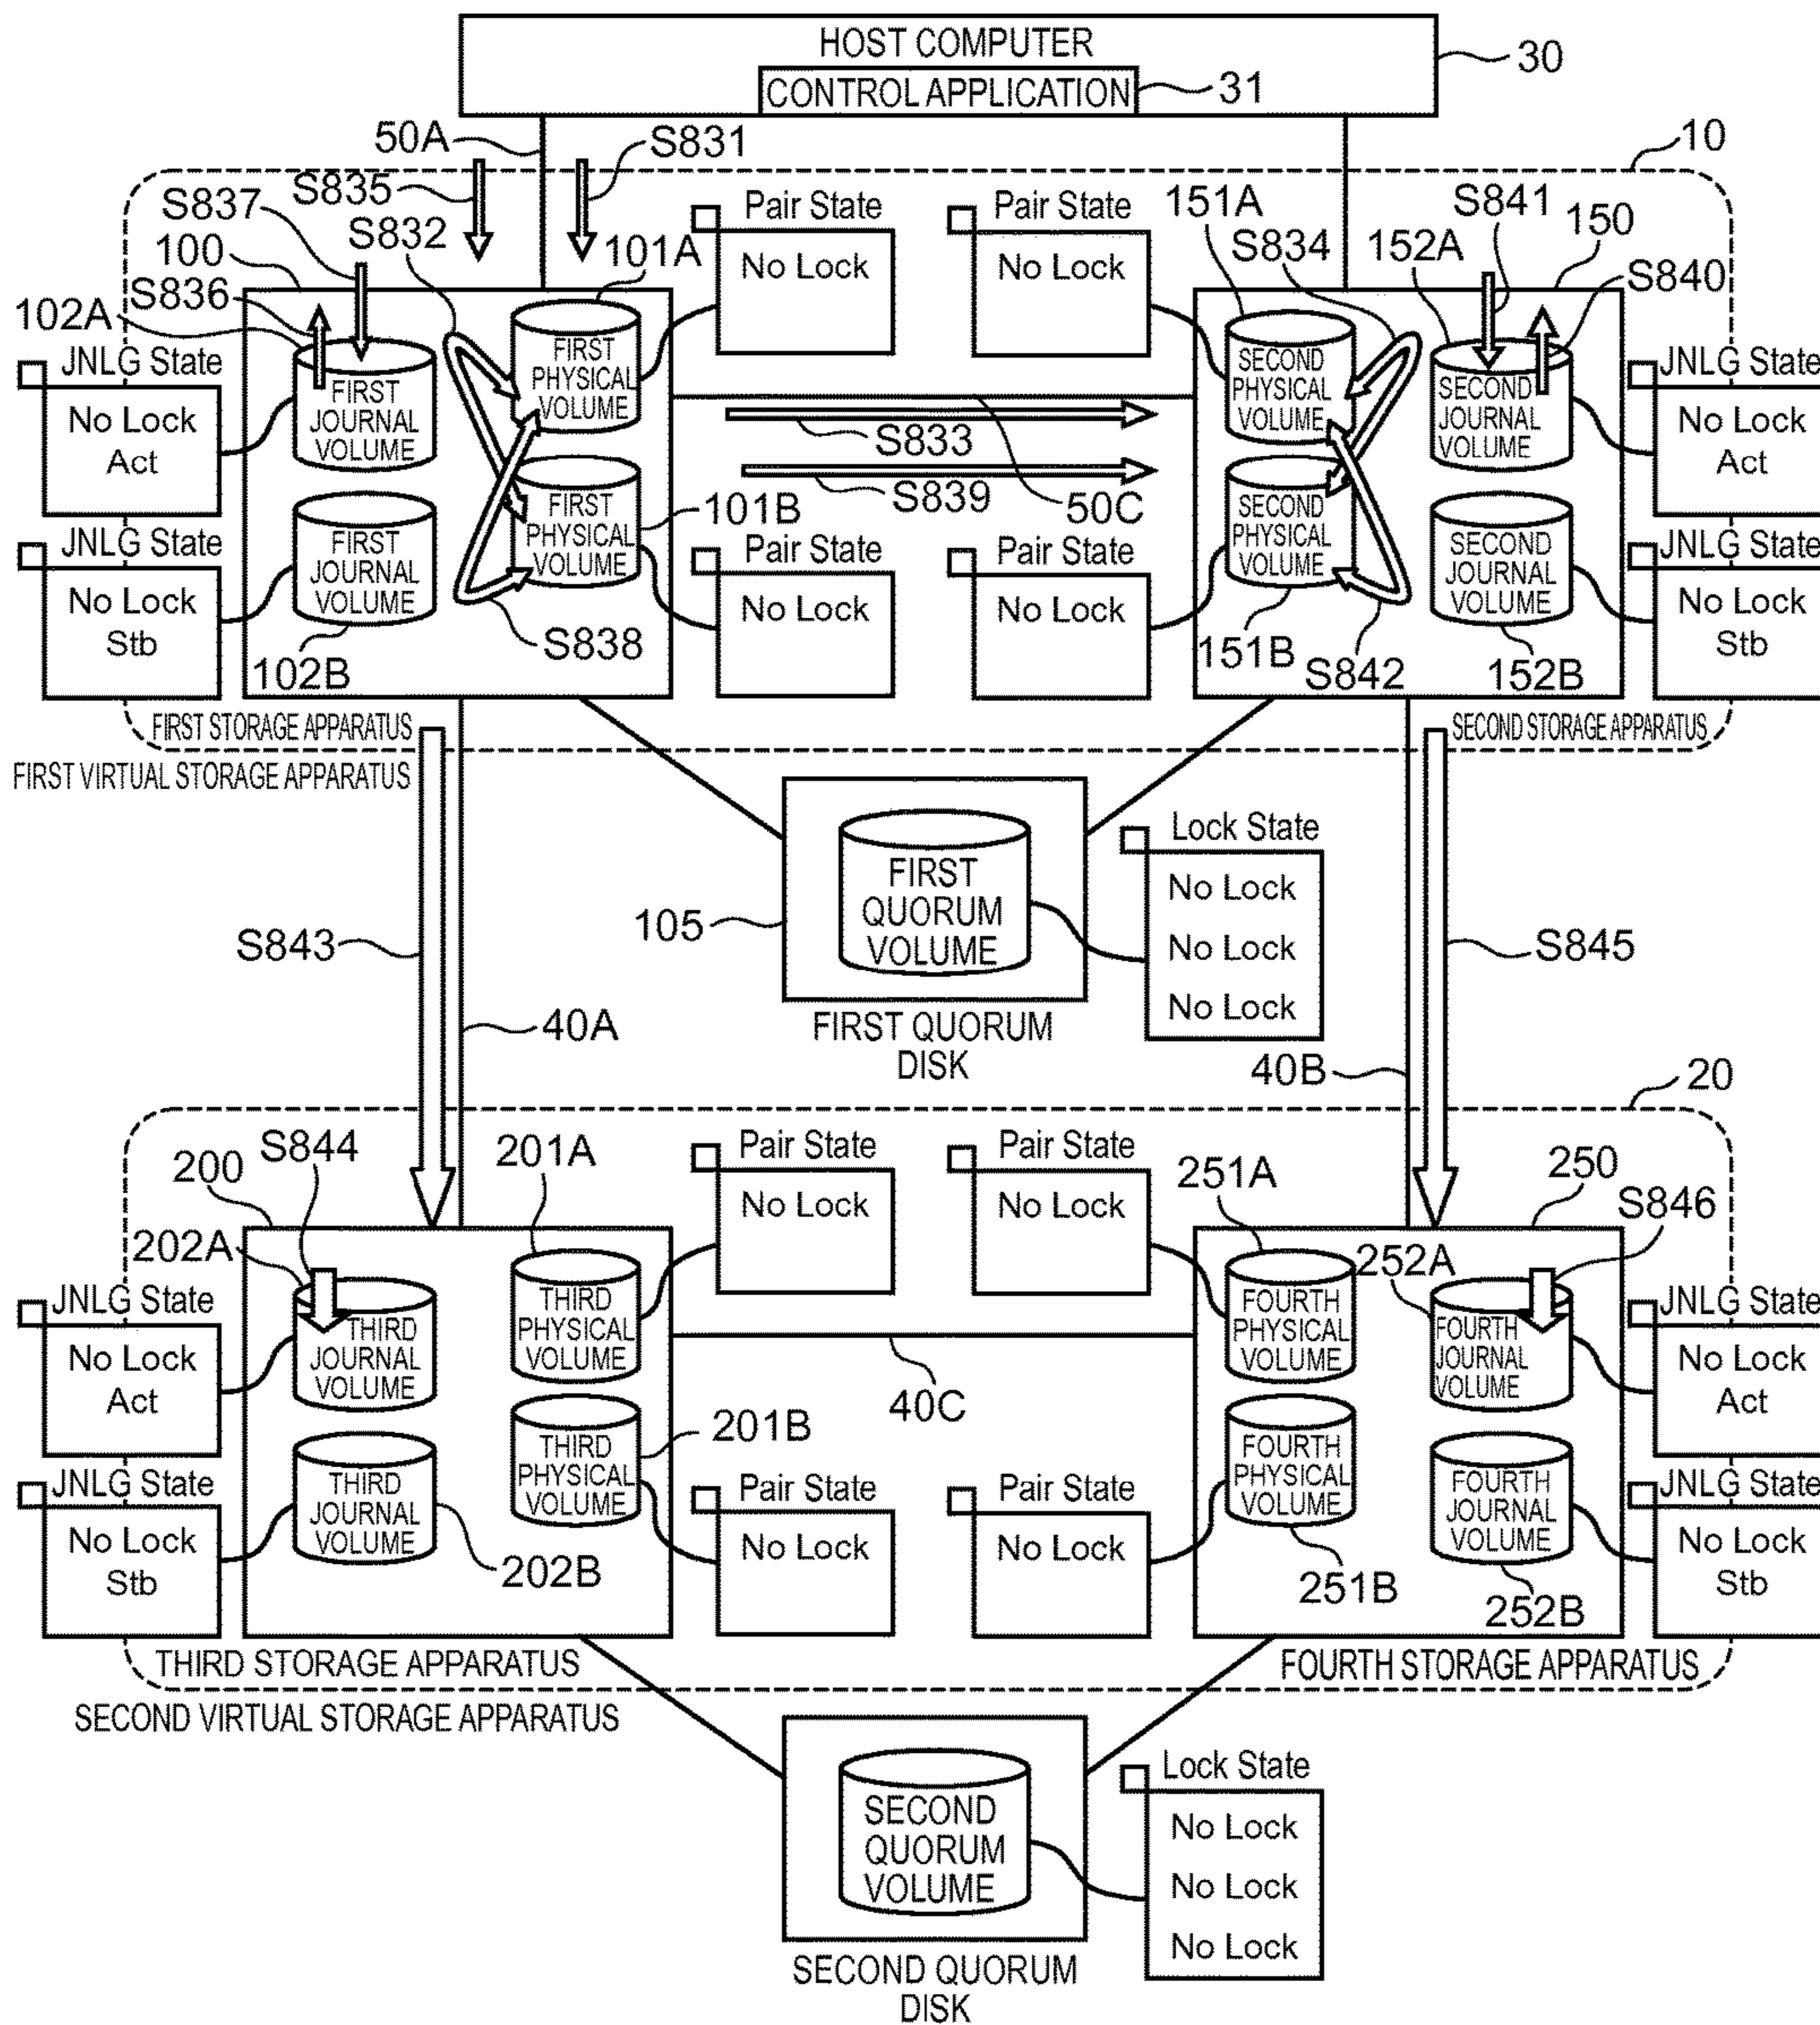 HOST COMPUTER
30
CONTROL APPLICATION
31
50A
S831
10
S835
S837
S832
100
S836
102A
101A
Pair State
No Lock
Pair State
No Lock
151A
S834
152A
S841
150
S840
JNLG State
No Lock
Act
FIRST
JOURNAL
VOLUME
FIRST
PHYSICAL
VOLUME
S833
SECOND
PHYSICAL
VOLUME
SECOND
JOURNAL
VOLUME
JNLG State
No Lock
Act
S839
50C
JNLG State
No Lock
Stb
FIRST
JOURNAL
VOLUME
102B
FIRST
PHYSICAL
VOLUME
101B
S838
Pair State
No Lock
Pair State
No Lock
SECOND
PHYSICAL
VOLUME
151B
S842
SECOND
JOURNAL
VOLUME
152B
JNLG State
No Lock
Stb
FIRST STORAGE APPARATUS
SECOND STORAGE APPARATUS
FIRST VIRTUAL STORAGE APPARATUS
FIRST
QUORUM
VOLUME
105
Lock State
No Lock
No Lock
No Lock
S843
S845
40A
FIRST QUORUM
DISK
40B
20
S844
200
202A
201A
Pair State
No Lock
Pair State
No Lock
251A
252A
250
S846
JNLG State
No Lock
Act
THIRD
JOURNAL
VOLUME
THIRD
PHYSICAL
VOLUME
40C
FOURTH
PHYSICAL
VOLUME
FOURTH
JOURNAL
VOLUME
JNLG State
No Lock
Act
JNLG State
No Lock
Stb
THIRD
JOURNAL
VOLUME
202B
THIRD
PHYSICAL
VOLUME
201B
Pair State
No Lock
Pair State
No Lock
FOURTH
PHYSICAL
VOLUME
251B
FOURTH
JOURNAL
VOLUME
252B
JNLG State
No Lock
Stb
THIRD STORAGE APPARATUS
FOURTH STORAGE APPARATUS
SECOND VIRTUAL STORAGE APPARATUS
SECOND
QUORUM
VOLUME
Lock State
No Lock
No Lock
No Lock
SECOND QUORUM
DISK